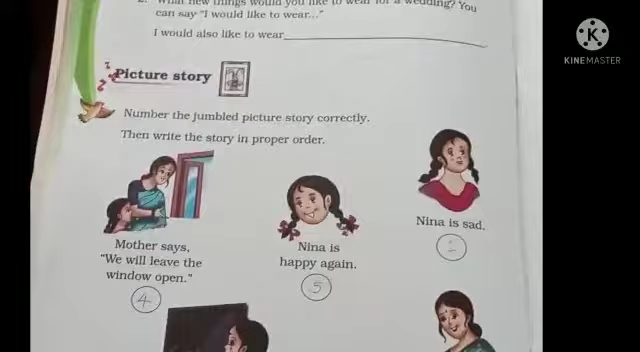 2. What new things would you like to wear for a wedding? You
can say "I would like to wear..."
I would also like to wear
Picture story
Number the jumbled picture story correctly.
Then write the story in proper order.
Mother says,
"We will leave the
window open."
4
Nina is
happy again.
5
Nina is sad.
1
K
KINEMASTER